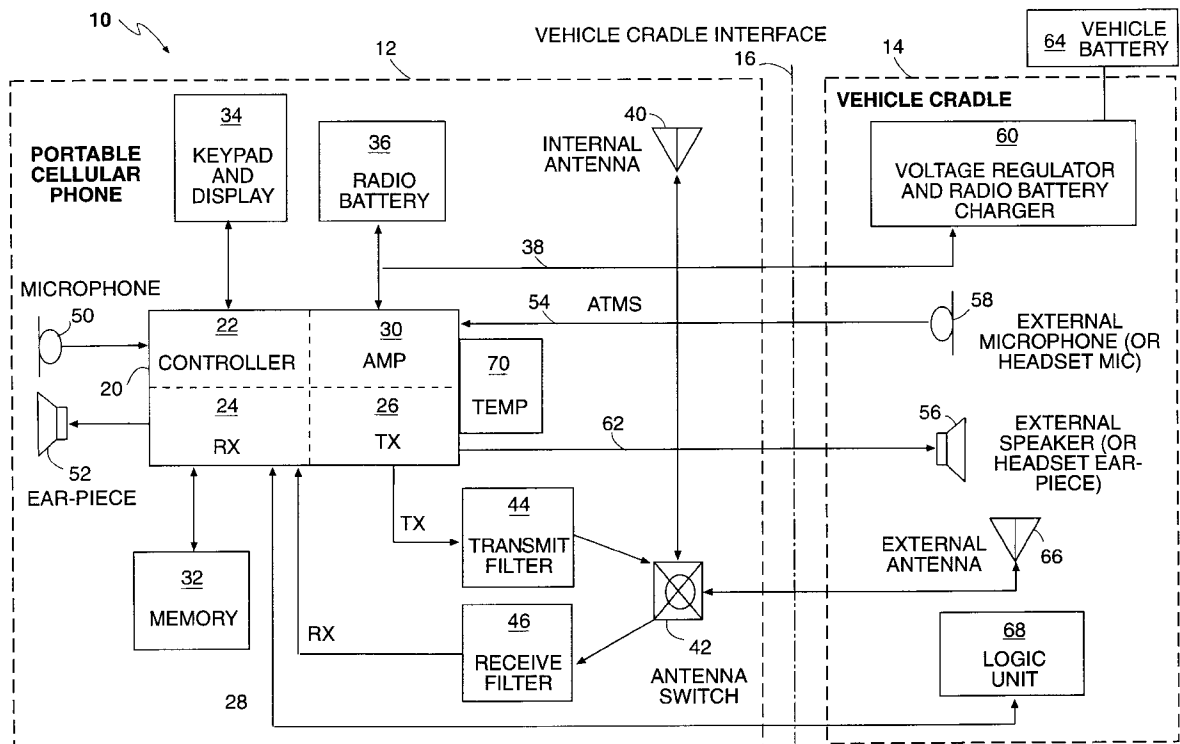 10
12
VEHICLE CRADLE INTERFACE
16
14
64 VEHICLE
BATTERY
VEHICLE CRADLE
PORTABLE
CELLULAR
PHONE
34
KEYPAD
AND
DISPLAY
36
RADIO
BATTERY
40
INTERNAL
ANTENNA
60
VOLTAGE REGULATOR
AND RADIO BATTERY
CHARGER
38
MICROPHONE
50
54
ATMS
58
EXTERNAL
MICROPHONE (OR
HEADSET MIC)
20
22
CONTROLLER
30
AMP
70
TEMP
24
RX
26
TX
62
56
EXTERNAL
SPEAKER (OR
HEADSET EAR-
PIECE)
52
EAR-PIECE
TX
44
TRANSMIT
FILTER
EXTERNAL
ANTENNA
66
32
MEMORY
RX
46
RECEIVE
FILTER
42
ANTENNA
SWITCH
68
LOGIC
UNIT
28